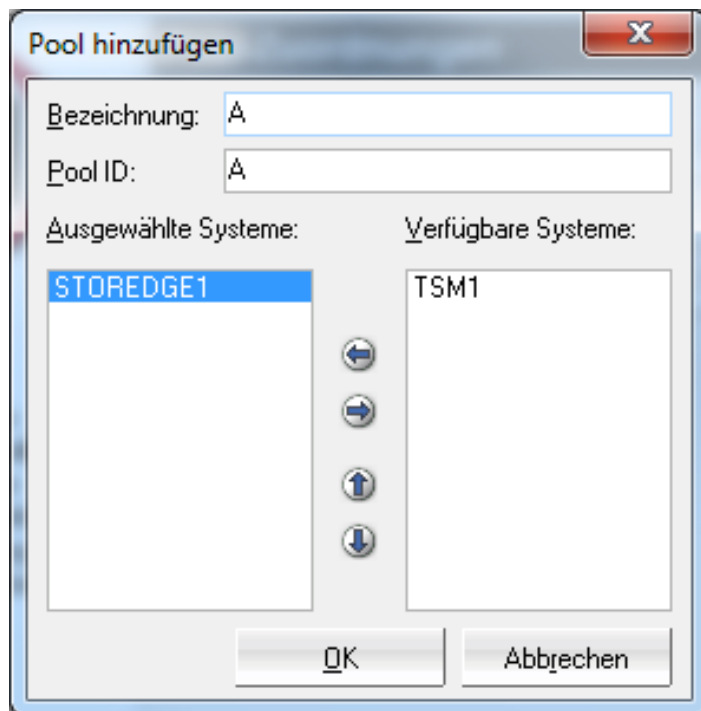 Pool hinzufügen
Bezeichnung: A
Pool ID: A
Ausgewählte Systeme: Verfügbare Systeme:
STOREDGE1 TSM1
OK Abbrechen